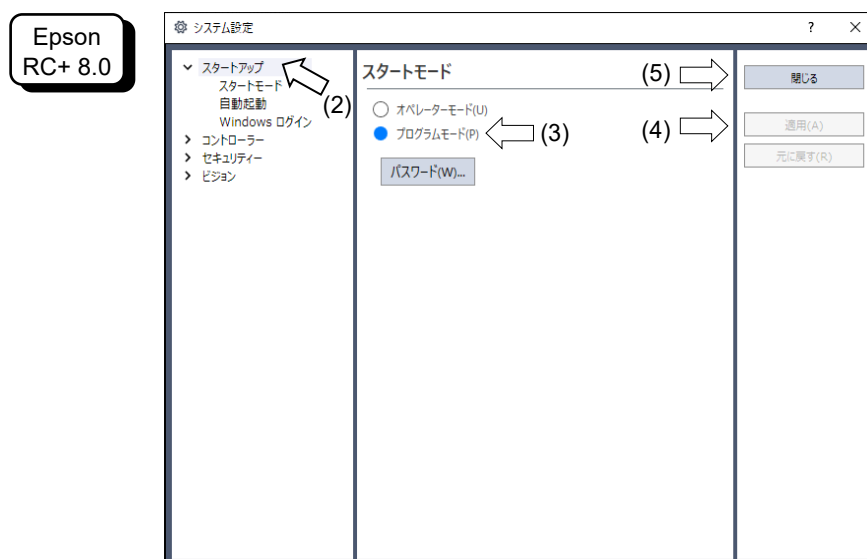 Epson
RC+ 8.0
システム設定
? ×
スタートアップ
スタートモード
自動起動
Windows ログイン
コントローラー
セキュリティー
ビジョン
(2)
スタートモード
オペレーターモード(U)
プログラムモード(P)
(3)
パスワード(W)...
(5)
閉じる
(4)
適用(A)
元に戻す(R)